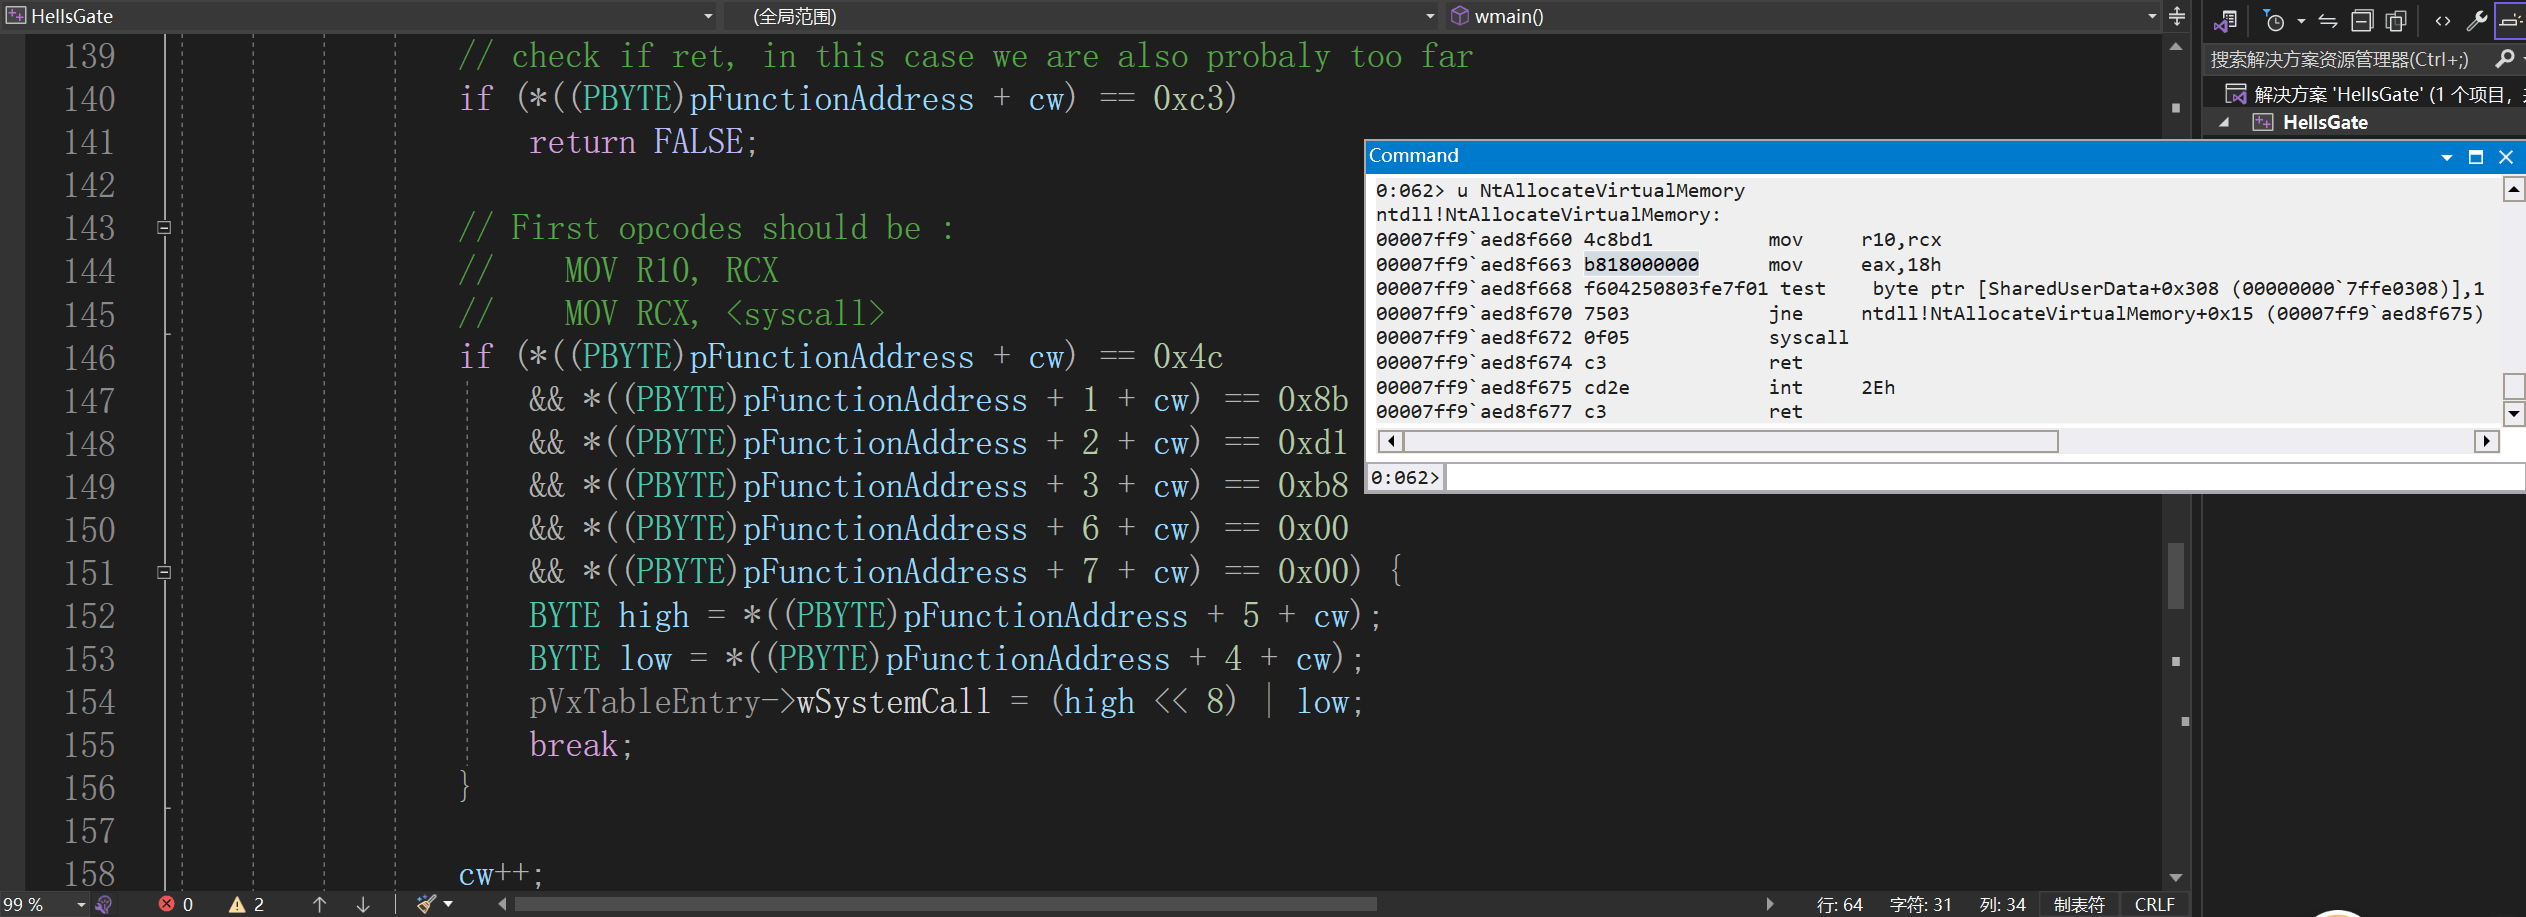 HellsGate (全局范围) wmain()
139 // check if ret, in this case we are also probaly too far
140 if (*((PBYTE)pFunctionAddress + cw) == 0xc3)
141 return FALSE;
142
143 // First opcodes should be :
144 // MOV R10, RCX
145 // MOV RCX, <syscall>
146 if (*((PBYTE)pFunctionAddress + cw) == 0x4c
147 && *((PBYTE)pFunctionAddress + 1 + cw) == 0x8b
148 && *((PBYTE)pFunctionAddress + 2 + cw) == 0xd1
149 && *((PBYTE)pFunctionAddress + 3 + cw) == 0xb8
150 && *((PBYTE)pFunctionAddress + 6 + cw) == 0x00
151 && *((PBYTE)pFunctionAddress + 7 + cw) == 0x00) {
152 BYTE high = *((PBYTE)pFunctionAddress + 5 + cw);
153 BYTE low = *((PBYTE)pFunctionAddress + 4 + cw);
154 pVxTableEntry->wSystemCall = (high << 8) | low;
155 break;
156 }
157
158 cw++;
搜索解决方案资源管理器(Ctrl+;)
解决方案 'HellsGate' (1 个项目,
HellsGate
Command
0:062> u NtAllocateVirtualMemory
ntdll!NtAllocateVirtualMemory:
00007ff9`aed8f660 4c8bd1 mov r10,rcx
00007ff9`aed8f663 b818000000 mov eax,18h
00007ff9`aed8f668 f604250803fe7f01 test byte ptr [SharedUserData+0x308 (00000000`7ffe0308)],1
00007ff9`aed8f670 7503 jne ntdll!NtAllocateVirtualMemory+0x15 (00007ff9`aed8f675)
00007ff9`aed8f672 0f05 syscall
00007ff9`aed8f674 c3 ret
00007ff9`aed8f675 cd2e int 2Eh
00007ff9`aed8f677 c3 ret
0:062>
99 % 0 2 行: 64 字符: 31 列: 34 制表符 CRLF